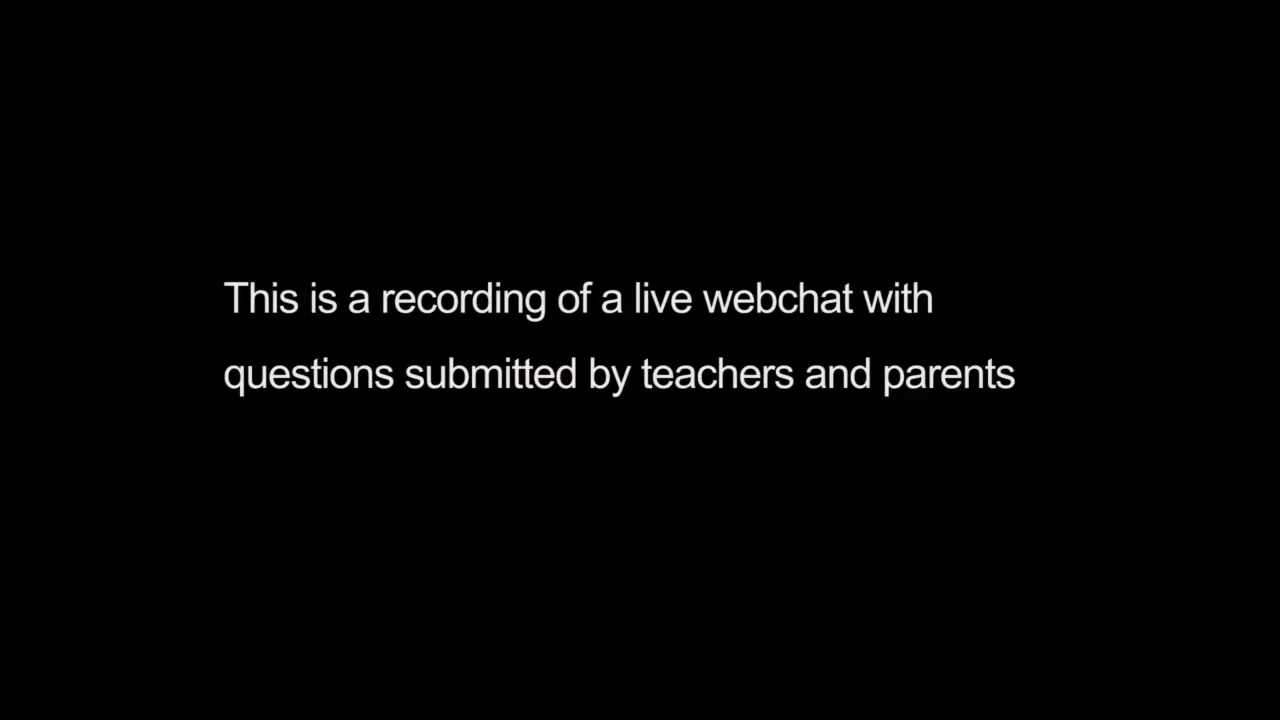 This is a recording of a live webchat with
questions submitted by teachers and parents